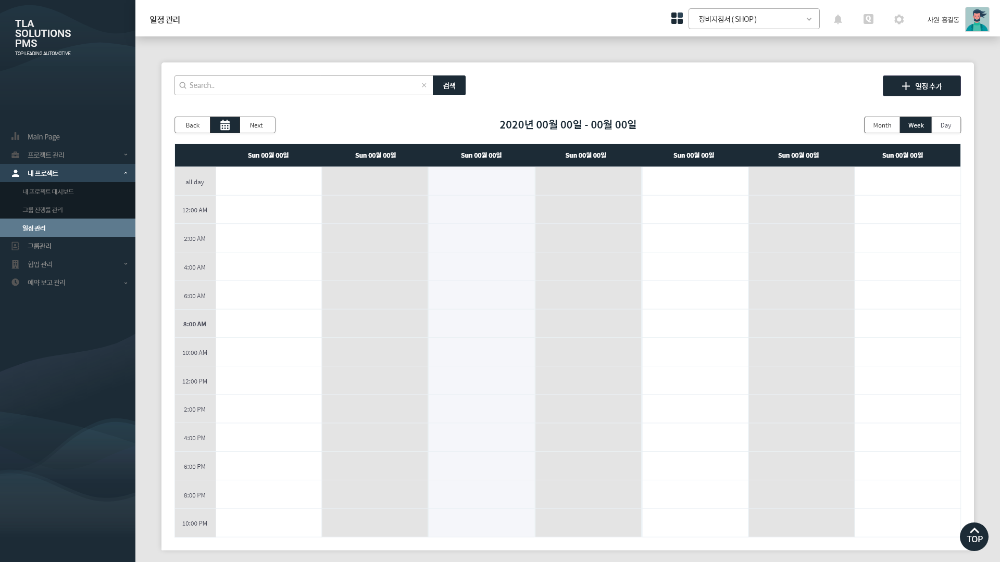 TLA
SOLUTIONS
PMS
TOP LEADING AUTOMOTIVE
Main Page
프로젝트 관리
내 프로젝트
내 프로젝트 대시보드
그룹 진행률 관리
일정 관리
그룹관리
협업 관리
예약 보고 관리
일정 관리
정비지침서 ( SHOP )
Q
사원 홍길동
Search..
검색
일정 추가
Back
Next
2020년 00월 00일 - 00월 00일
Month Week Day
Sun 00월 00일 Sun 00월 00일 Sun 00월 00일 Sun 00월 00일 Sun 00월 00일 Sun 00월 00일 Sun 00월 00일
all day
12:00 AM
2:00 AM
4:00 AM
6:00 AM
8:00 AM
10:00 AM
12:00 PM
2:00 PM
4:00 PM
6:00 PM
8:00 PM
10:00 PM
TOP